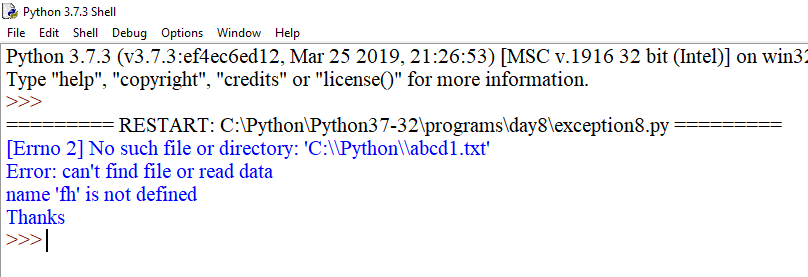 Python 3.7.3 Shell
File Edit Shell Debug Options Window Help
Python 3.7.3 (v3.7.3:ef4ec6ed12, Mar 25 2019, 21:26:53) [MSC v.1916 32 bit (Intel)] on win32
Type "help", "copyright", "credits" or "license()" for more information.
>>>
========= RESTART: C:\Python\Python37-32\programs\day8\exception8.py =========
[Errno 2] No such file or directory: 'C:\\Python\\abcd1.txt'
Error: can't find file or read data
name 'fh' is not defined
Thanks
>>>